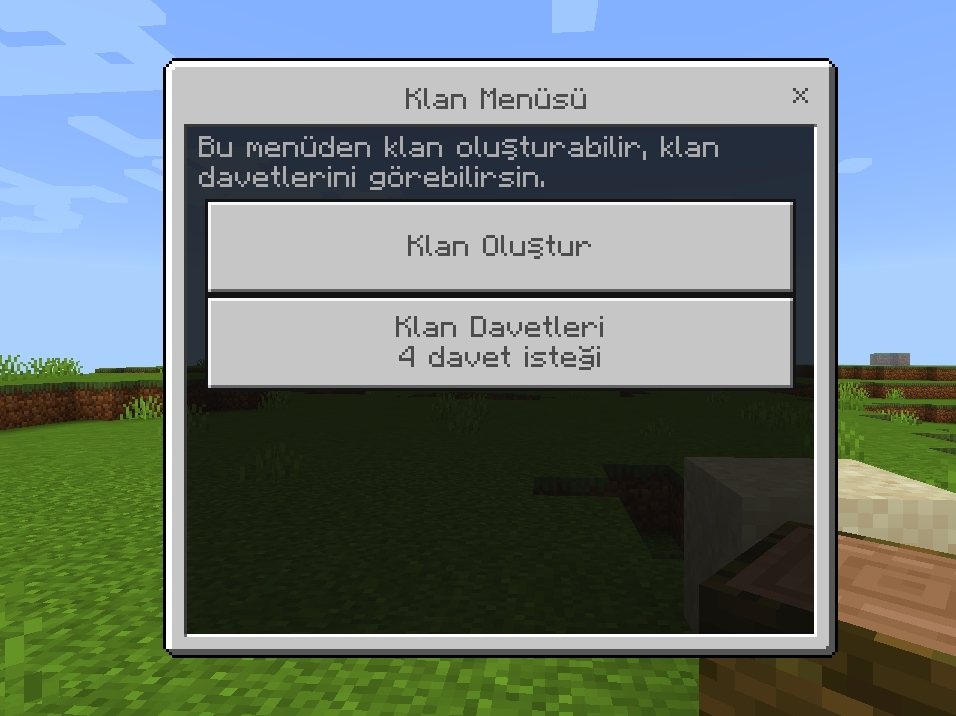 Klan Menüsü
Bu menüden klan oluşturabilir, klan
davetlerini görebilirsin.
Klan Oluştur
Klan Davetleri
4 davet isteği